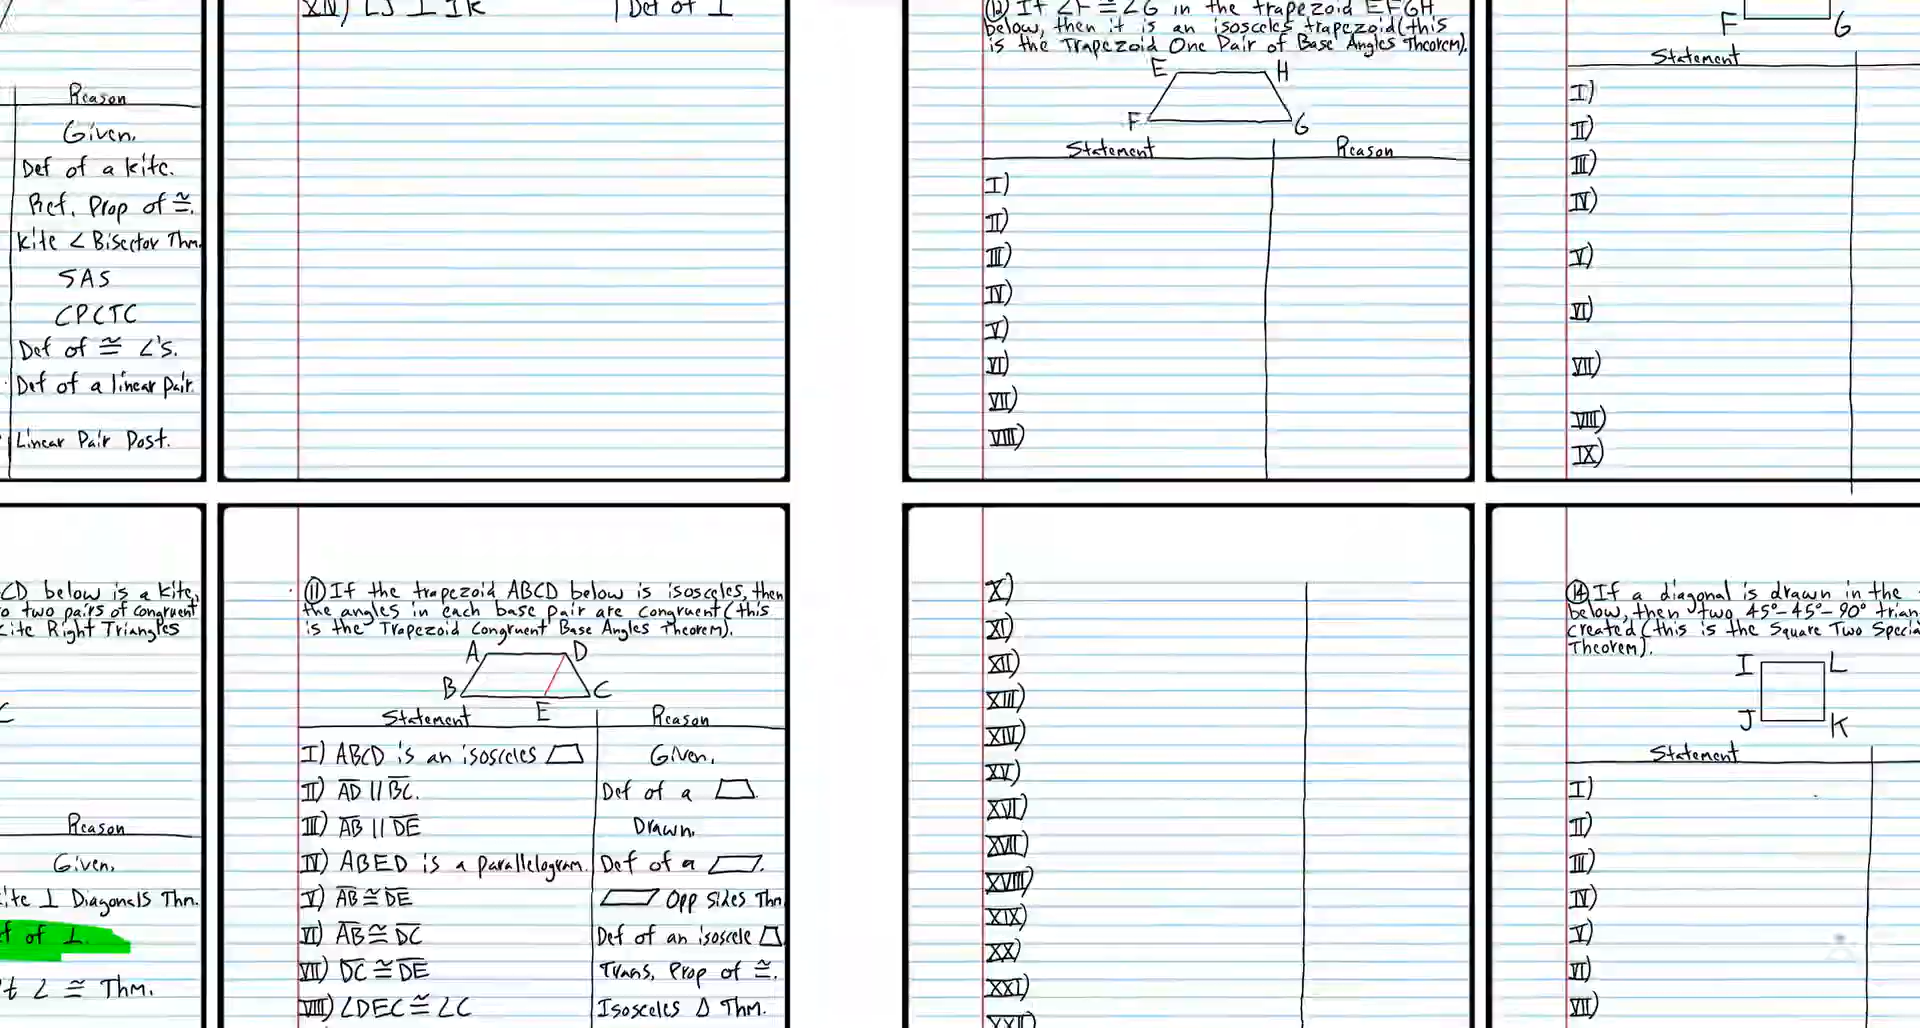 Reason
Given.
Def of a kite.
Ref. Prop of ≅.
kite ∠ Bisector Thm.
SAS
CPCTC
Def of ≅ ∠'s.
Def of a linear pair.
Linear Pair Post.
XIV) LJ ⊥ IK
Def of ⊥
⑫ If ∠F ≅ ∠G in the trapezoid EFGH
below, then it is an isosceles trapezoid(this
is the Trapezoid One Pair of Base Angles Theorem).
E H
F G
Statement Reason
I)
II)
III)
IV)
V)
VI)
VII)
VIII)
F G
Statement
I)
II)
III)
IV)
V)
VI)
VII)
VIII)
IX)
CD below is a kite,
two pairs of congruent
Right Triangles
C
Reason
Given.
⊥ Diagonals Thm.
of ⊥.
∠ ≅ Thm.
⑪ If the trapezoid ABCD below is isosceles, then
the angles in each base pair are congruent(this
is the Trapezoid Congruent Base Angles Theorem).
A D
B C
E
Statement Reason
I) ABCD is an isosceles Given.
II) AD || BC. Def of a
III) AB || DE Drawn.
IV) ABED is a parallelogram. Def of a
V) AB ≅ DE Opp Sides Thm
VI) AB ≅ DC Def of an isoscele
VII) DC ≅ DE Trans. Prop of ≅.
VIII) ∠DEC ≅ ∠C Isosceles Δ Thm.
X)
XI)
XII)
XIII)
XIV)
XV)
XVI)
XVII)
XVIII)
XIX)
XX)
XXI)
⑭ If a diagonal is drawn in the
below, then two 45°-45°-90° trian
created(this is the Square Two Speci
Theorem).
I L
J K
Statement
I)
II)
III)
IV)
V)
VI)
VII)